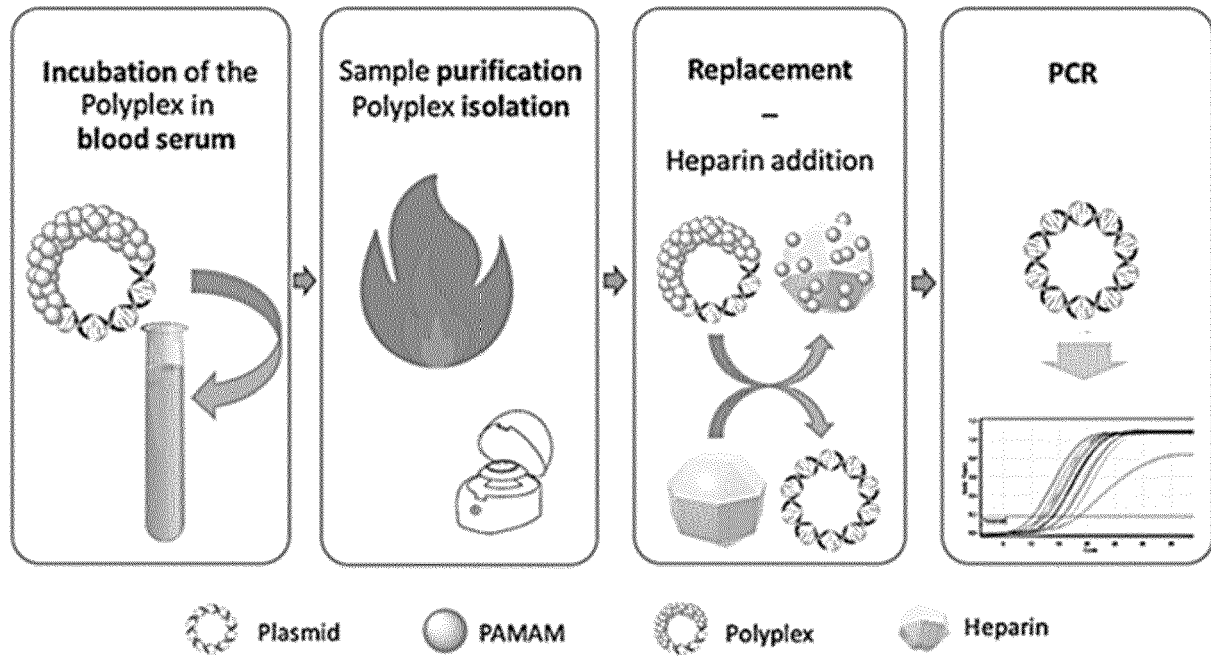 Incubation of the
Polyplex in
blood serum
Sample purification
Polyplex isolation
Replacement
–
Heparin addition
PCR
Plasmid
PAMAM
Polyplex
Heparin